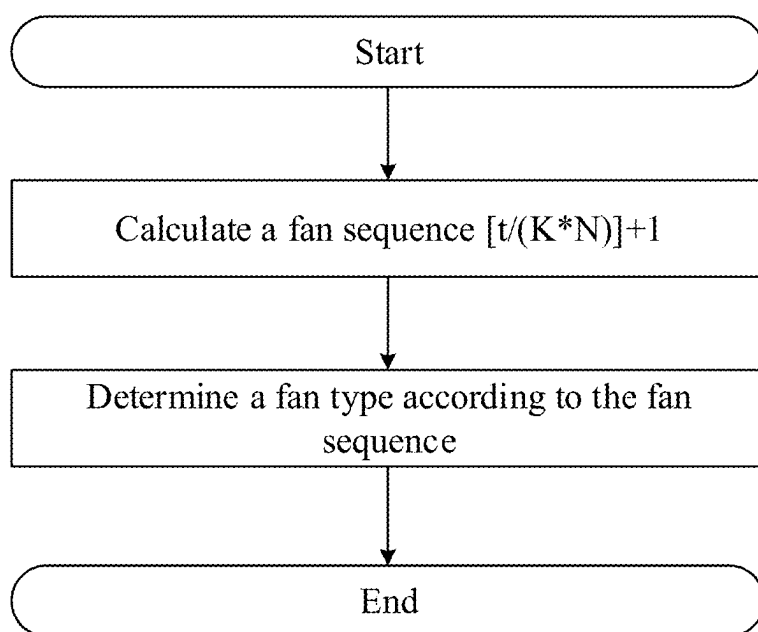 Start
Calculate a fan sequence [t/(K*N)]+1
Determine a fan type according to the fan
sequence
End